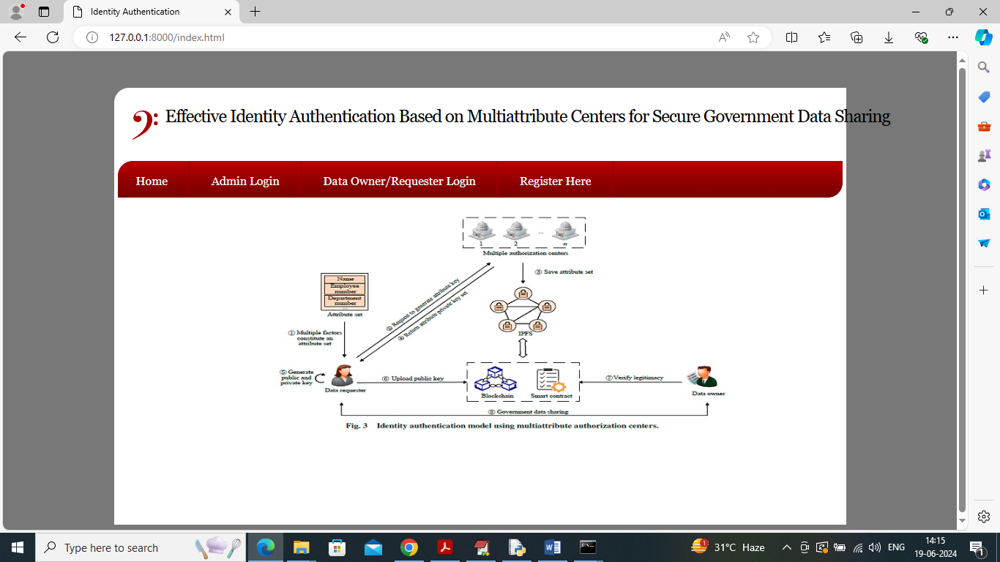 Identity Authentication
127.0.0.1:8000/index.html
Effective Identity Authentication Based on Multiattribute Centers for Secure Government Data Sharing
Home
Admin Login
Data Owner/Requester Login
Register Here
1
2
...
n
Multiple authorization centers
③ Save attribute set
Name
Employee
number
Department
number
...
Attribute set
② Request to generate attribute key
④ Return attribute private key set
① Multiple factors
constitute an
attribute set
IPFS
⑤ Generate
public and
private key
Data requester
⑥ Upload public key
Blockchain
Smart contract
⑦ Verify legitimacy
Data owner
⑧ Government data sharing
Fig. 3 Identity authentication model using multiattribute authorization centers.
Type here to search
1
31°C Haze
ENG
14:15
19-06-2024
1